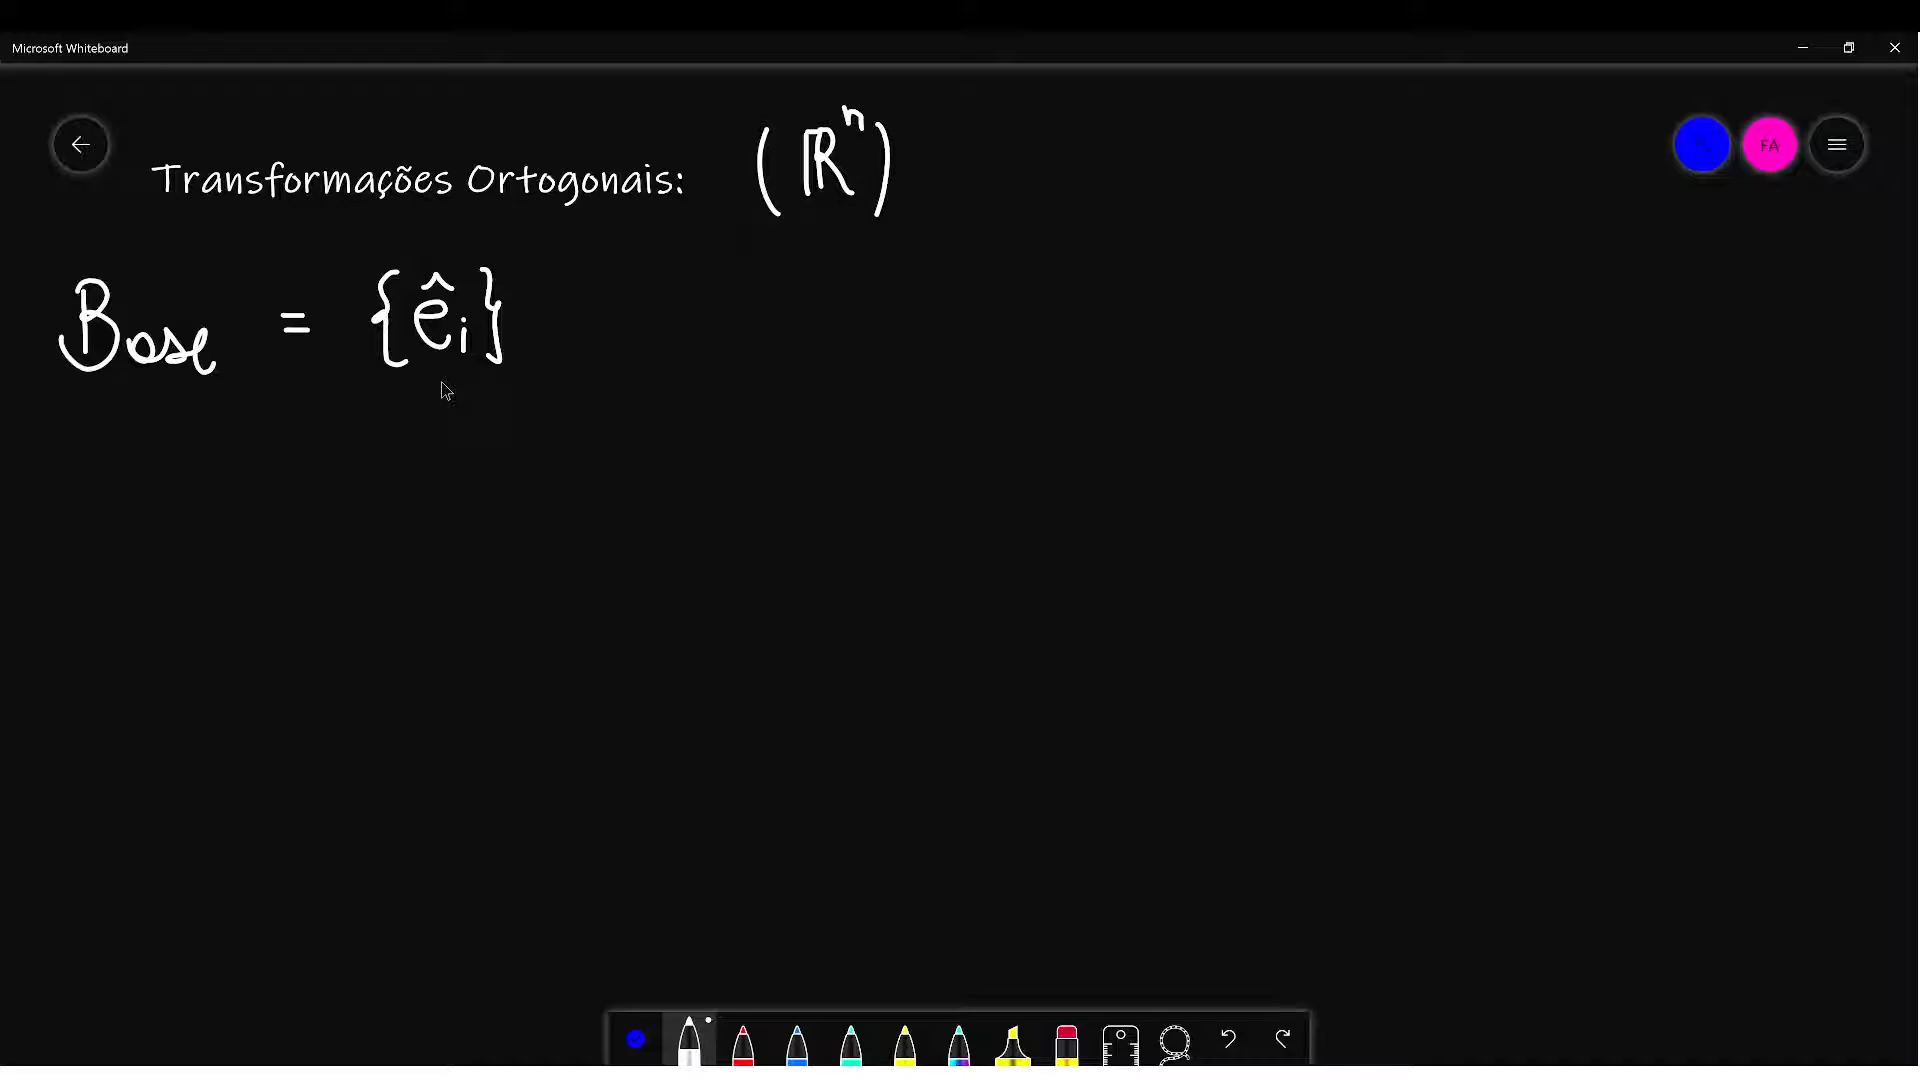 Microsoft Whiteboard
Transformações Ortogonais: (ℝⁿ)
FA
Base = {êᵢ}